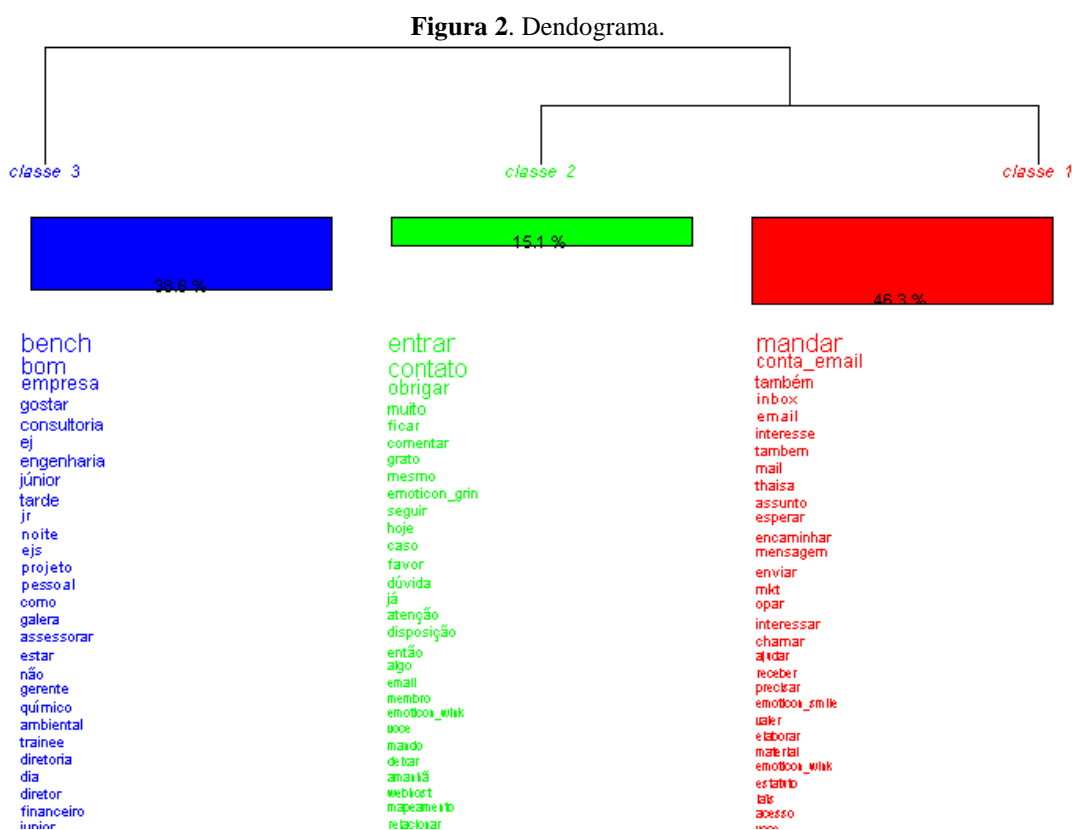 Figura 2. Dendograma.
classe 3
classe 2
classe 1
38.6 %
15.1 %
46.3 %
bench
bom
empresa
gostar
consultoria
ej
engenharia
júnior
tarde
jr
noite
ejs
projeto
pessoal
como
galera
assessorar
estar
não
gerente
químico
ambiental
trainee
diretoria
dia
diretor
financeiro
junior
entrar
contato
obrigar
muito
ficar
comentar
grato
mesmo
emoticon_grin
seguir
hoje
caso
favor
dúvida
já
atenção
disposição
então
algo
email
membro
emoticon_wink
voce
mando
deixar
amanhã
webhost
mapeamento
relacionar
mandar
conta_email
também
inbox
email
interesse
tambem
mail
thaisa
assunto
esperar
encaminhar
mensagem
enviar
mkt
opar
interessar
chamar
ajudar
receber
precisar
emoticon_smile
valer
elaborar
material
emoticon_wink
estatuto
acesso